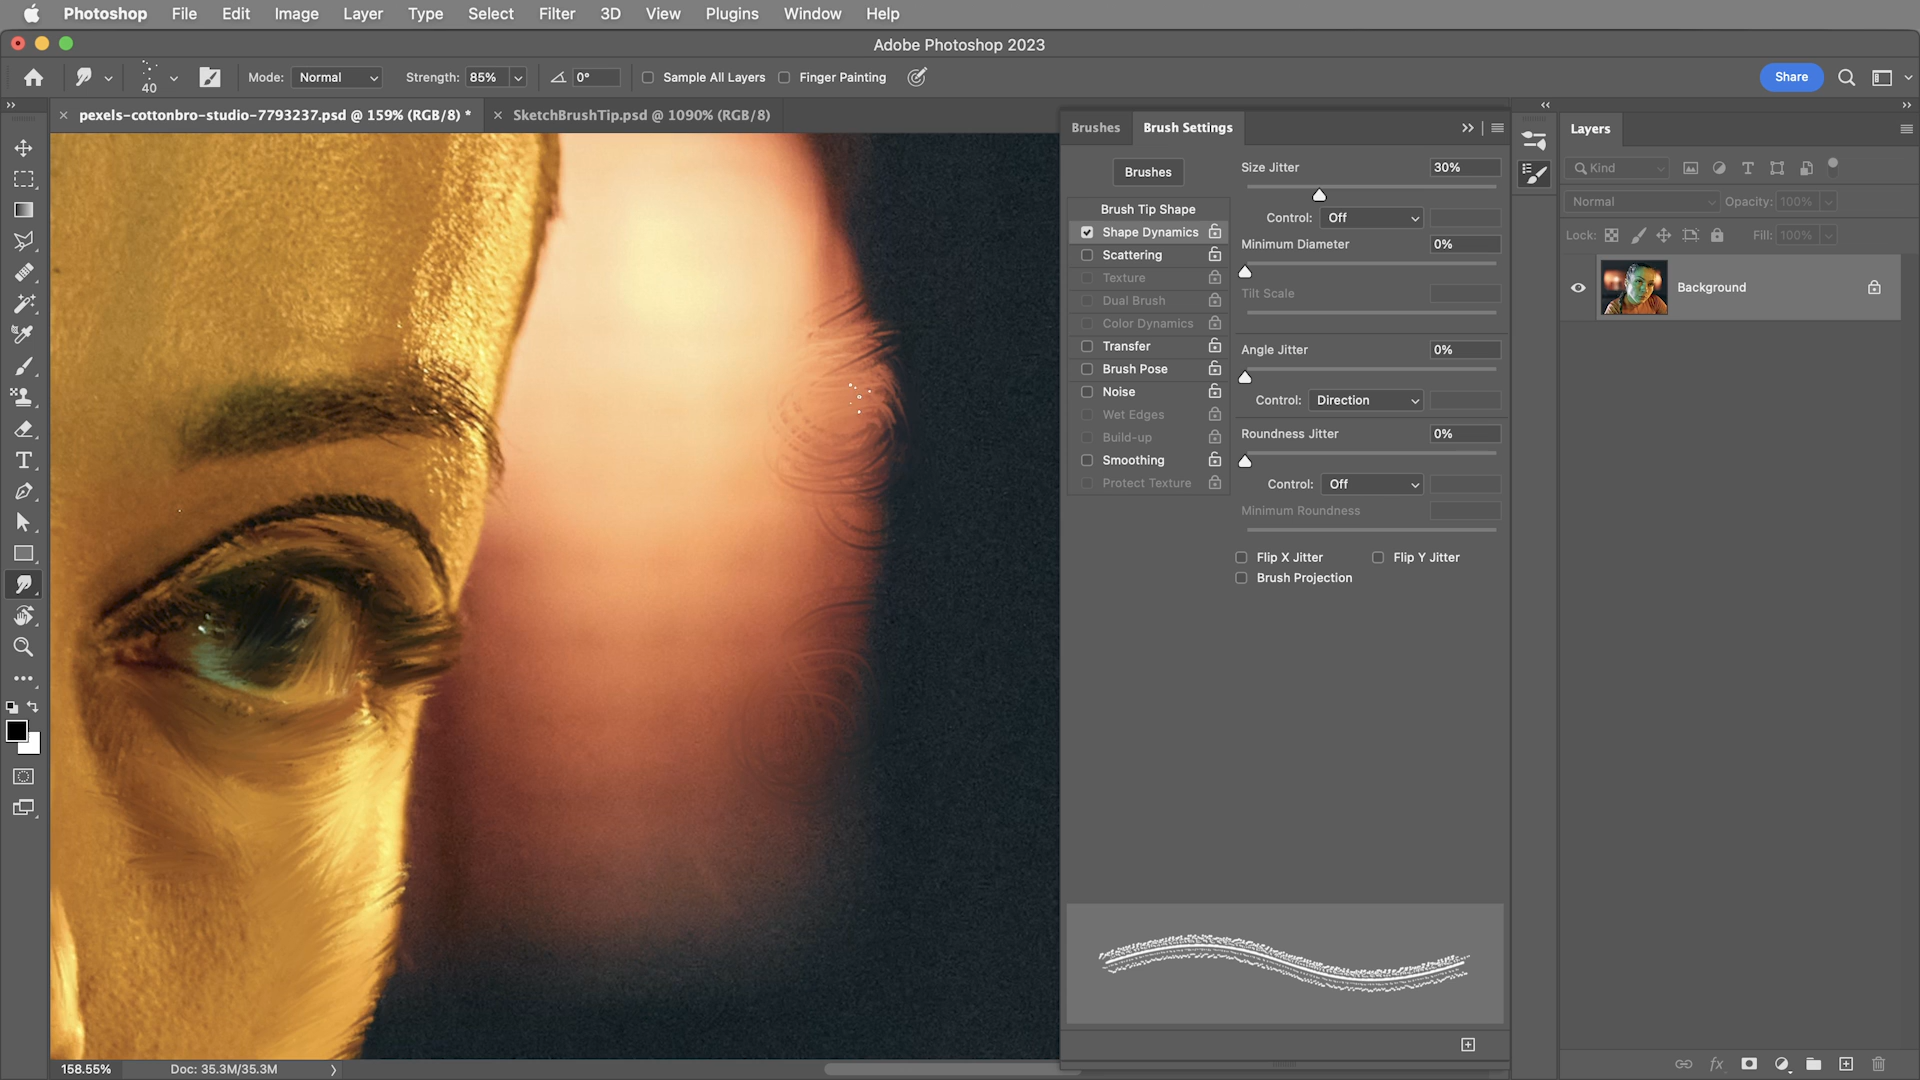 Photoshop File Edit Image Layer Type Select Filter 3D View Plugins Window Help
Adobe Photoshop 2023
40 Mode: Normal Strength: 85% 0° Sample All Layers Finger Painting Share
pexels-cottonbro-studio-7793237.psd @ 159% (RGB/8) * SketchBrushTip.psd @ 1090% (RGB/8)
Brushes Brush Settings
Brushes
Brush Tip Shape
Shape Dynamics
Scattering
Texture
Dual Brush
Color Dynamics
Transfer
Brush Pose
Noise
Wet Edges
Build-up
Smoothing
Protect Texture
Size Jitter 30%
Control: Off
Minimum Diameter 0%
Tilt Scale
Angle Jitter 0%
Control: Direction
Roundness Jitter 0%
Control: Off
Minimum Roundness
Flip X Jitter Flip Y Jitter
Brush Projection
Layers
Kind
Normal Opacity: 100%
Lock: Fill: 100%
Background
158.55% Doc: 35.3M/35.3M